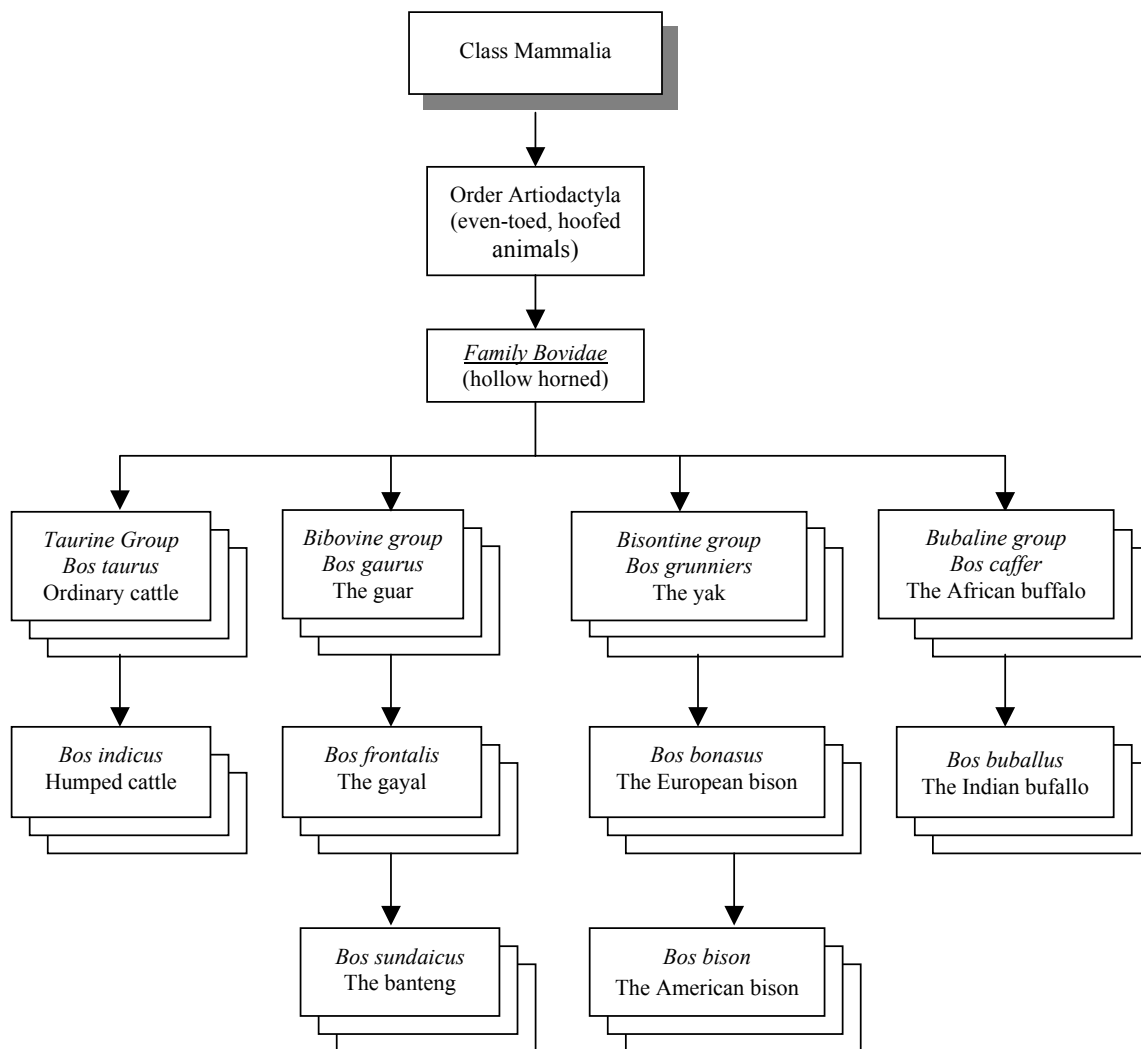 Class Mammalia
Order Artiodactyla
(even-toed, hoofed
animals)
Family Bovidae
(hollow horned)
Taurine Group
Bos taurus
Ordinary cattle
Bibovine group
Bos gaurus
The guar
Bisontine group
Bos grunniers
The yak
Bubaline group
Bos caffer
The African buffalo
Bos indicus
Humped cattle
Bos frontalis
The gayal
Bos bonasus
The European bison
Bos buballus
The Indian bufallo
Bos sundaicus
The banteng
Bos bison
The American bison